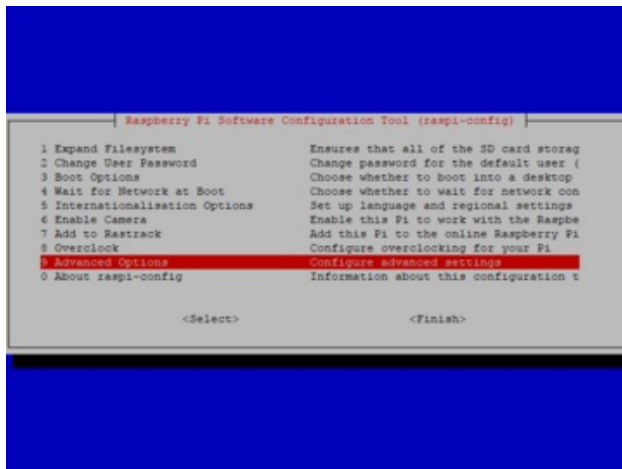 Raspberry Pi Software Configuration Tool (raspi-config)
1 Expand Filesystem Ensures that all of the SD card storag
2 Change User Password Change password for the default user (
3 Boot Options Choose whether to boot into a desktop
4 Wait for Network at Boot Choose whether to wait for network con
5 Internationalisation Options Set up language and regional settings
6 Enable Camera Enable this Pi to work with the Raspbe
7 Add to Rastrack Add this Pi to the online Raspberry Pi
8 Overclock Configure overclocking for your Pi
9 Advanced Options Configure advanced settings
0 About raspi-config Information about this configuration t
<Select> <Finish>